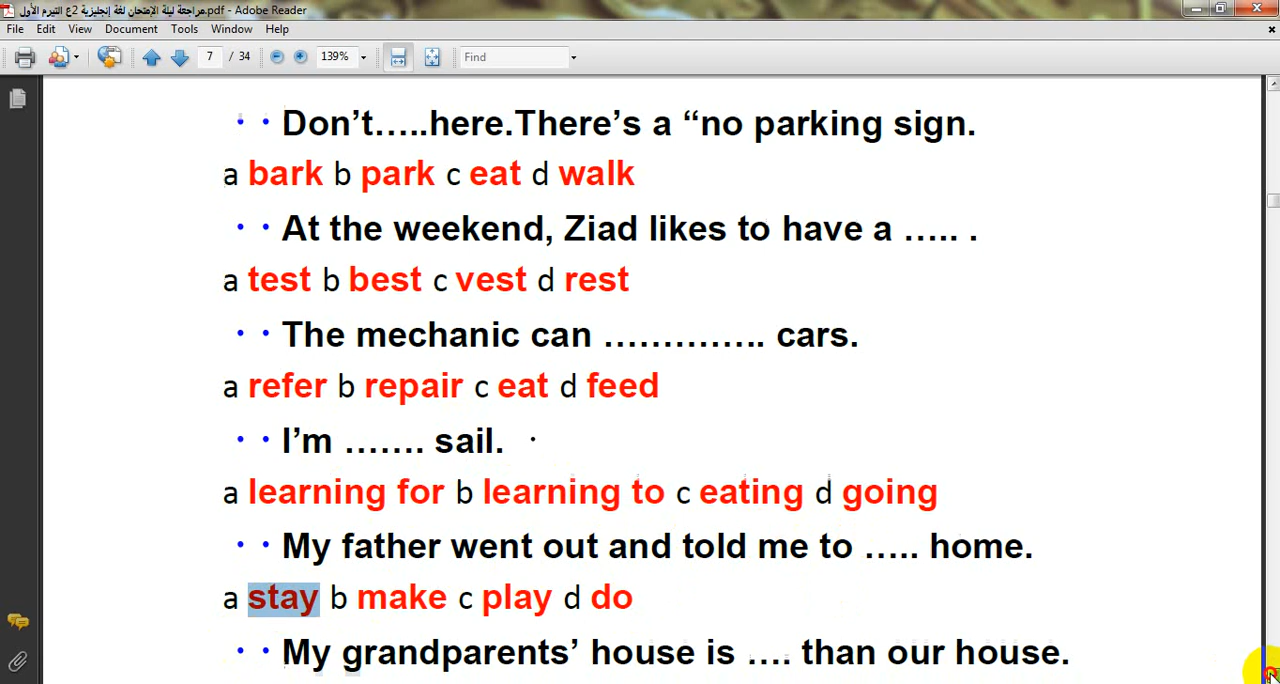 مراجعة ليلة الإمتحان لغة إنجليزية 2ع التيرم الأول.pdf - Adobe Reader
File Edit View Document Tools Window Help
7 / 34 139% Find
• • Don't.....here.There's a “no parking sign.
a bark b park c eat d walk
• • At the weekend, Ziad likes to have a ….. .
a test b best c vest d rest
• • The mechanic can ………….. cars.
a refer b repair c eat d feed
• • I’m ……. sail.
a learning for b learning to c eating d going
• • My father went out and told me to ….. home.
a stay b make c play d do
• • My grandparents’ house is …. than our house.